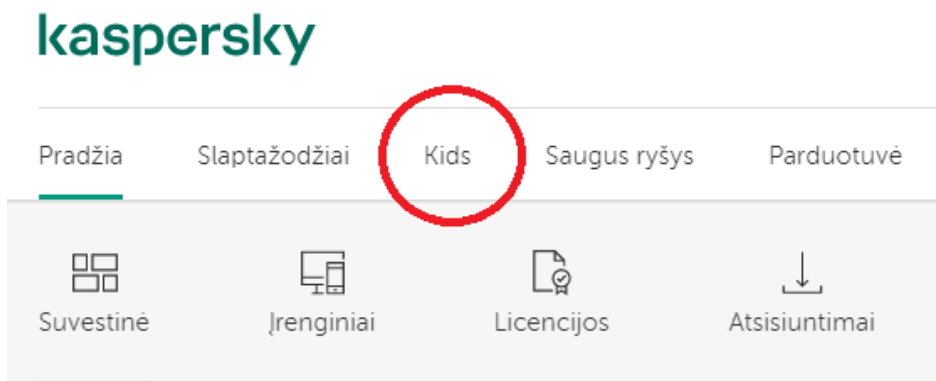 kaspersky
Pradžia Slaptažodžiai Kids Saugus ryšys Parduotuvė
Suvestinė Įrenginiai Licencijos Atsisiuntimai